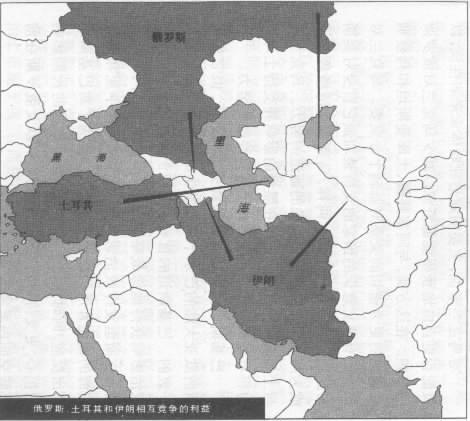 俄罗斯
里
黑 海
土耳其
海
伊朗
俄罗斯、土耳其和伊朗相互竞争的利益